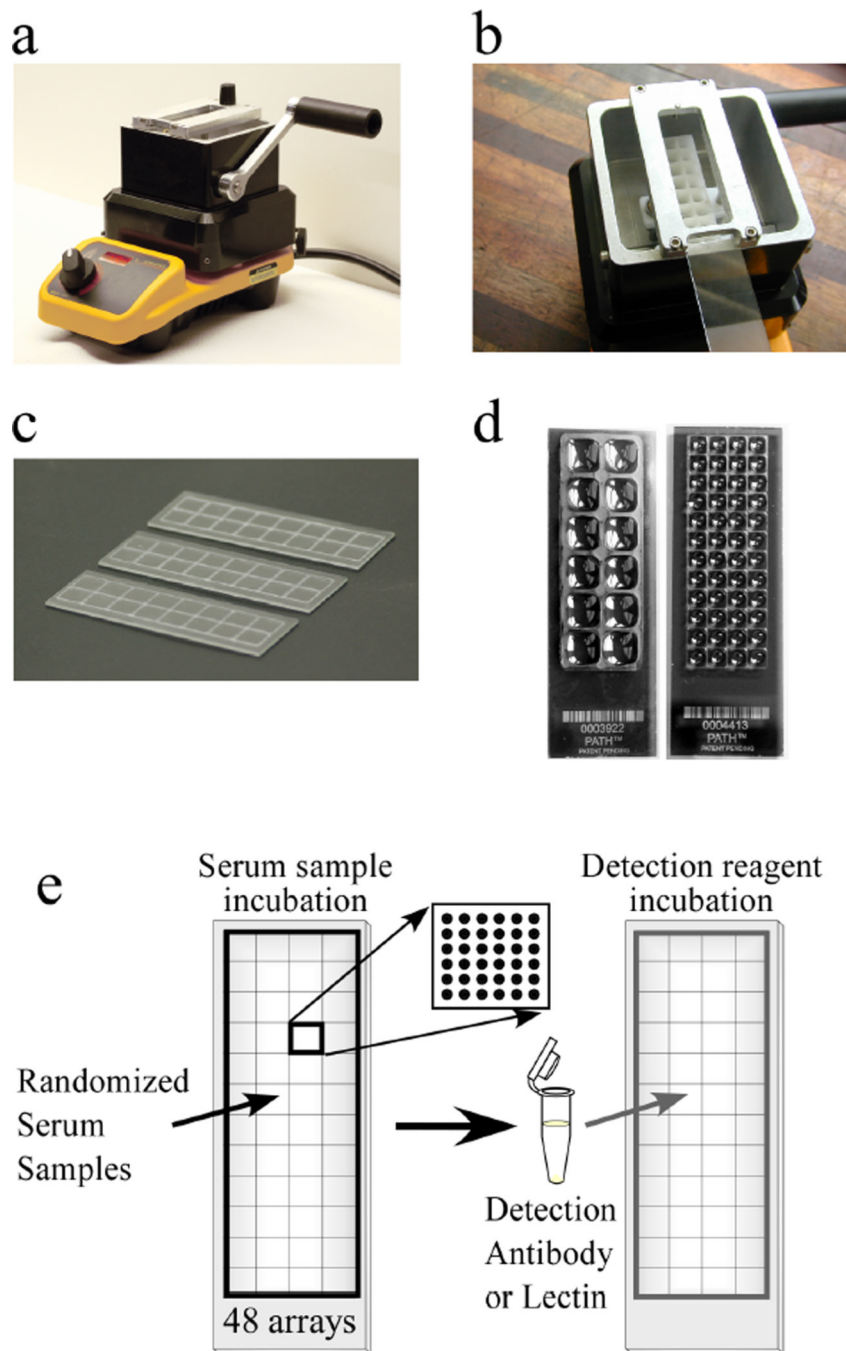 a
b
c
d
0003922
PATH™
PATENT PENDING
0004413
PATH™
PATENT PENDING
e
Serum sample
incubation
Detection reagent
incubation
Randomized
Serum
Samples
Detection
Antibody
or Lectin
48 arrays